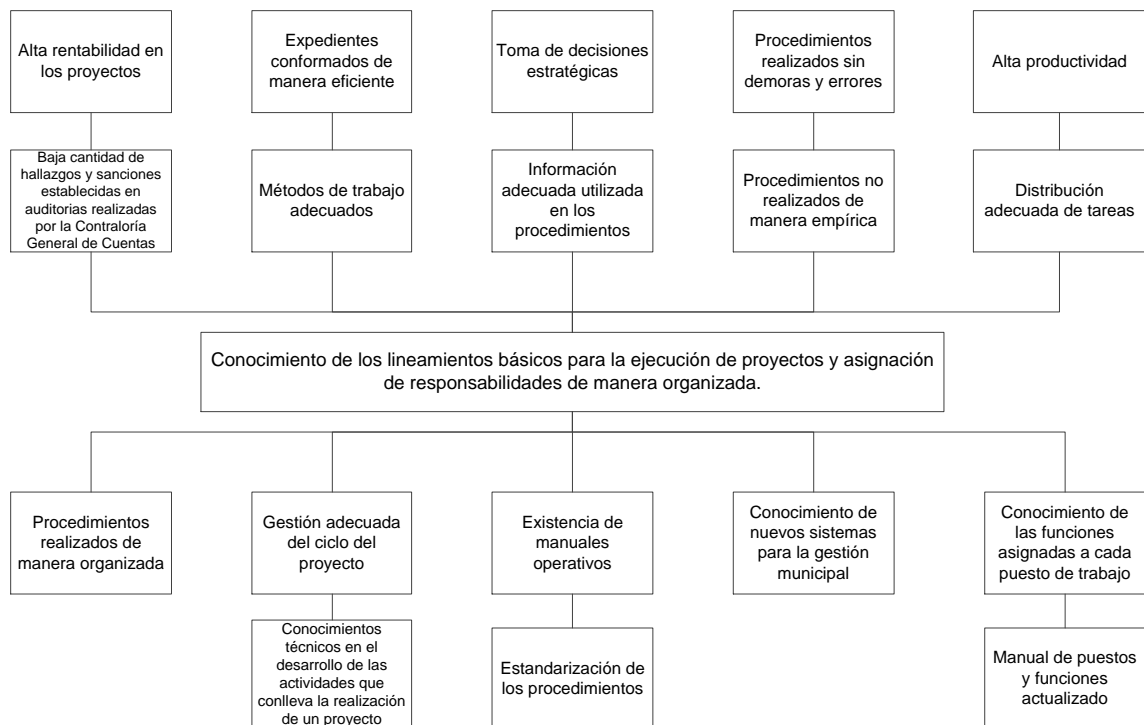 Alta rentabilidad en
los proyectos
Expedientes
conformados de
manera eficiente
Toma de decisiones
estratégicas
Procedimientos
realizados sin
demoras y errores
Alta productividad
Baja cantidad de
hallazgos y sanciones
establecidas en
auditorias realizadas
por la Contraloría
General de Cuentas
Métodos de trabajo
adecuados
Información
adecuada utilizada
en los
procedimientos
Procedimientos no
realizados de
manera empírica
Distribución
adecuada de tareas
Conocimiento de los lineamientos básicos para la ejecución de proyectos y asignación
de responsabilidades de manera organizada.
Procedimientos
realizados de
manera organizada
Gestión adecuada
del ciclo del
proyecto
Existencia de
manuales
operativos
Conocimiento de
nuevos sistemas
para la gestión
municipal
Conocimiento de
las funciones
asignadas a cada
puesto de trabajo
Conocimientos
técnicos en el
desarrollo de las
actividades que
conlleva la realización
de un proyecto
Estandarización de
los procedimientos
Manual de puestos
y funciones
actualizado